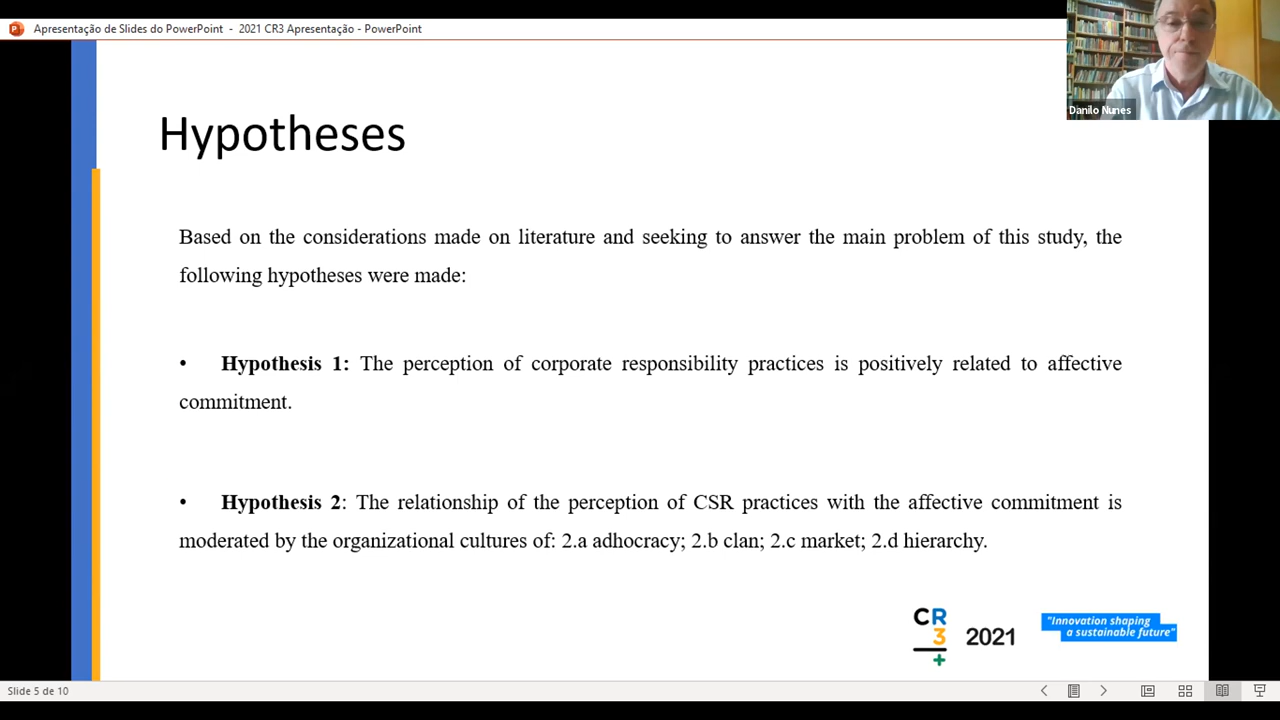 Apresentação de Slides do PowerPoint - 2021 CR3 Apresentação - PowerPoint
Danilo Nunes
Hypotheses
Based on the considerations made on literature and seeking to answer the main problem of this study, the
following hypotheses were made:
• Hypothesis 1: The perception of corporate responsibility practices is positively related to affective
commitment.
• Hypothesis 2: The relationship of the perception of CSR practices with the affective commitment is
moderated by the organizational cultures of: 2.a adhocracy; 2.b clan; 2.c market; 2.d hierarchy.
CR
3
+
2021
"Innovation shaping
a sustainable future"
Slide 5 de 10